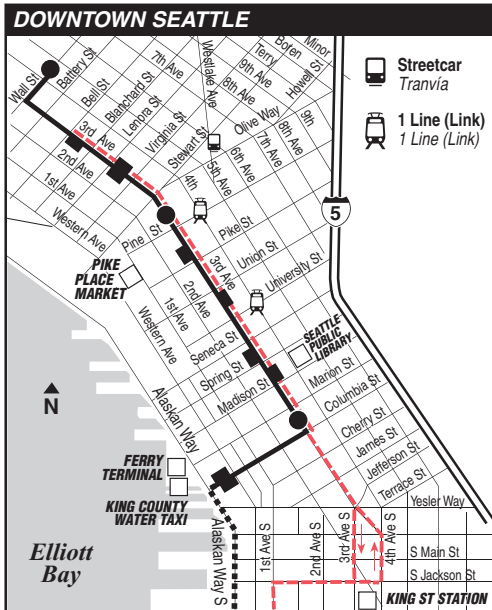 DOWNTOWN SEATTLE
Streetcar
Tranvía
1 Line (Link)
1 Line (Link)
5
Minor
Boren
Terry
9th Ave
8th Ave
7th Ave
Howell St
Westlake Ave
Wall St
Battery St
Bell St
Blanchard St
Lenora St
Virginia St
Stewart St
Olive Way
9th
8th Ave
7th Ave
6th Ave
5th Ave
4th
3rd Ave
2nd Ave
1st Ave
Western Ave
Pine St
Pike St
Union St
University St
PIKE
PLACE
MARKET
3rd Ave
2nd Ave
1st Ave
Western Ave
Seneca St
Spring St
Madison St
SEATTLE
PUBLIC
LIBRARY
Marion St
Columbia St
Cherry St
James St
Jefferson St
Terrace St
Yesler Way
Alaskan Way
N
FERRY
TERMINAL
KING COUNTY
WATER TAXI
Elliott
Bay
Alaskan Way S
1st Ave S
2nd Ave S
3rd Ave S
4th Ave S
S Main St
S Jackson St
KING ST STATION